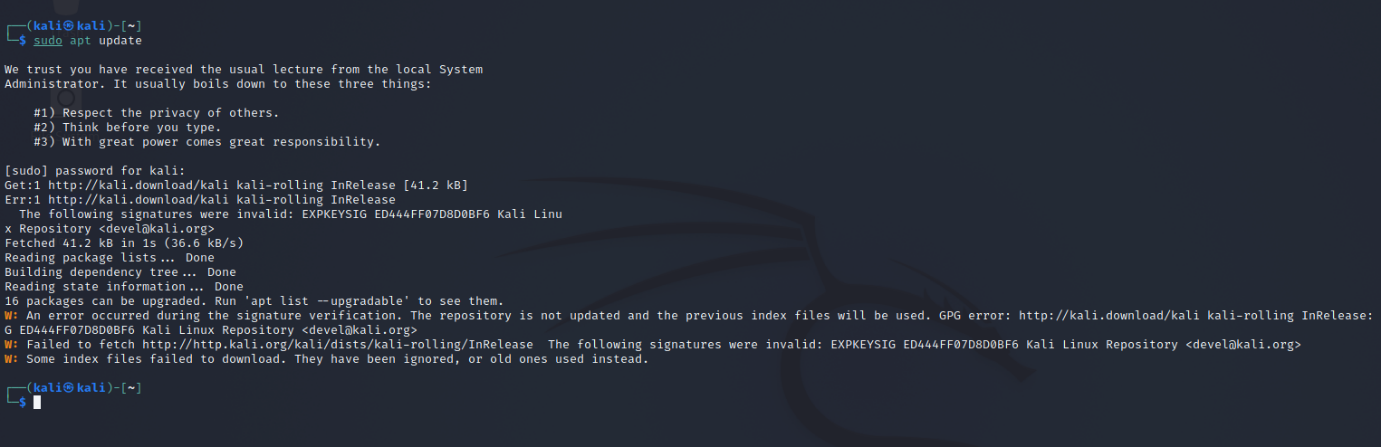 ┌──(kali㉿kali)-[~]
└─$ sudo apt update
We trust you have received the usual lecture from the local System
Administrator. It usually boils down to these three things:
    #1) Respect the privacy of others.
    #2) Think before you type.
    #3) With great power comes great responsibility.
[sudo] password for kali:
Get:1 http://kali.download/kali kali-rolling InRelease [41.2 kB]
Err:1 http://kali.download/kali kali-rolling InRelease
  The following signatures were invalid: EXPKEYSIG ED444FF07D8D0BF6 Kali Linu
x Repository <devel@kali.org>
Fetched 41.2 kB in 1s (36.6 kB/s)
Reading package lists... Done
Building dependency tree... Done
Reading state information... Done
16 packages can be upgraded. Run 'apt list --upgradable' to see them.
W: An error occurred during the signature verification. The repository is not updated and the previous index files will be used. GPG error: http://kali.download/kali kali-rolling InRelease:
G ED444FF07D8D0BF6 Kali Linux Repository <devel@kali.org>
W: Failed to fetch http://http.kali.org/kali/dists/kali-rolling/InRelease  The following signatures were invalid: EXPKEYSIG ED444FF07D8D0BF6 Kali Linux Repository <devel@kali.org>
W: Some index files failed to download. They have been ignored, or old ones used instead.
┌──(kali㉿kali)-[~]
└─$